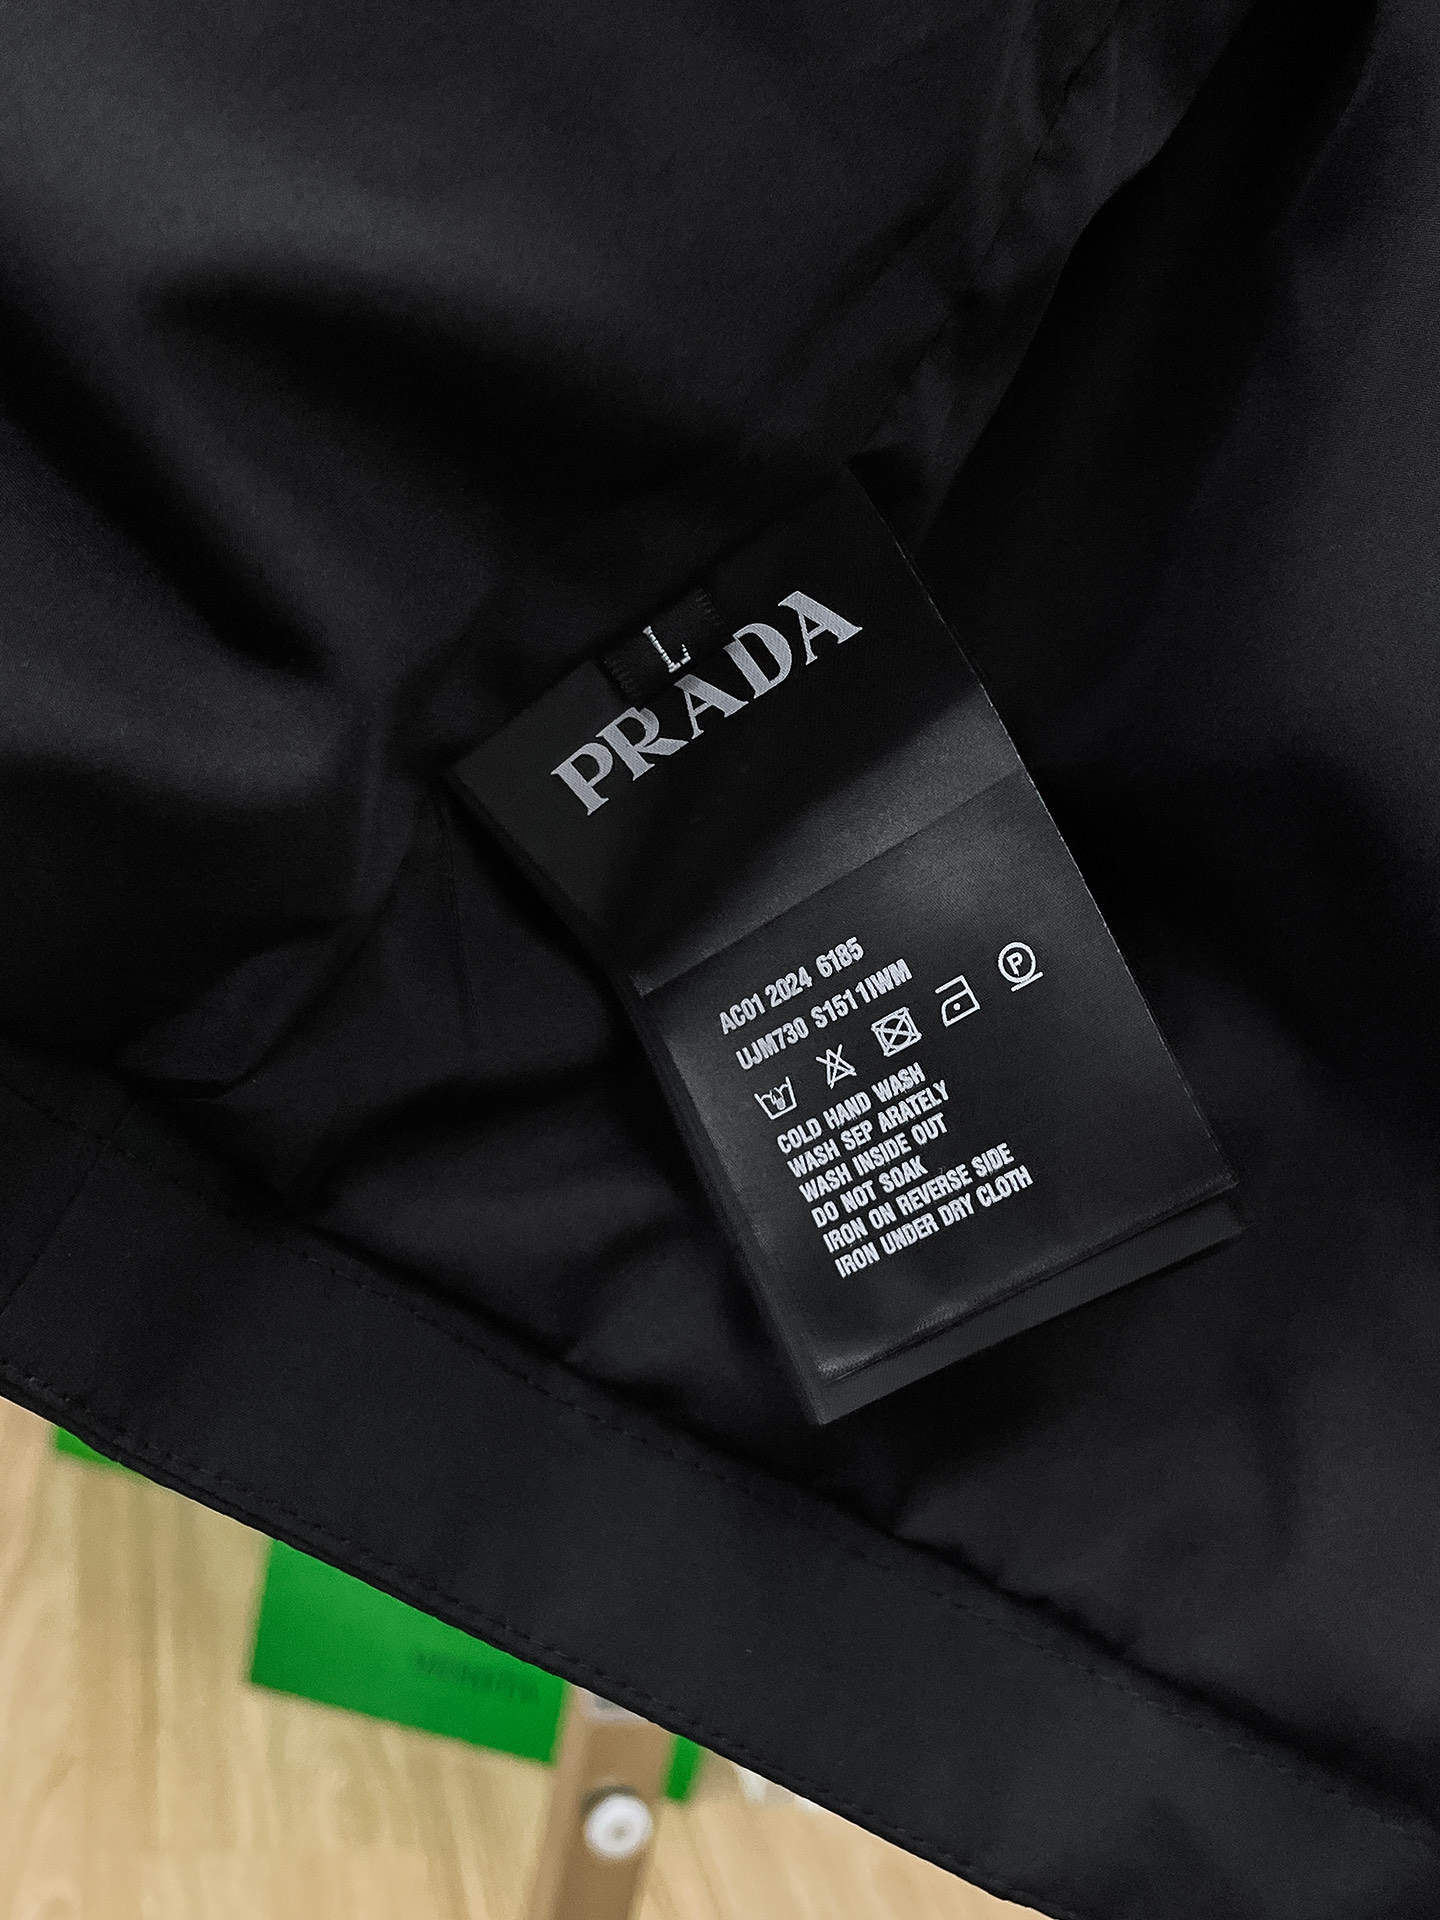 L
PRADA
AC01 2024 6185
UJM730 S151 1IWM
P
COLD HAND WASH
WASH SEP ARATELY
WASH INSIDE OUT
DO NOT SOAK
IRON ON REVERSE SIDE
IRON UNDER DRY CLOTH